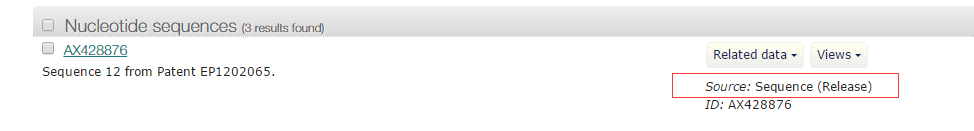 Nucleotide sequences (3 results found)
AX428876
Related data Views
Sequence 12 from Patent EP1202065.
Source: Sequence (Release)
ID: AX428876